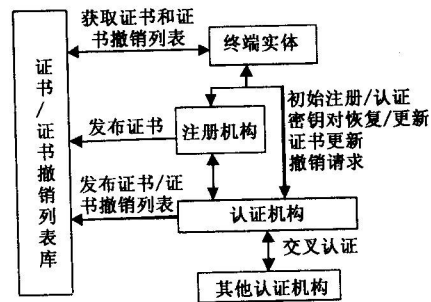 获取证书和证
书撤销列表
终端实体
证书/证书撤销列表库
初始注册/认证
密钥对恢复/更新
证书更新
撤销请求
发布证书
注册机构
发布证书/证
书撤销列表
认证机构
交叉认证
其他认证机构